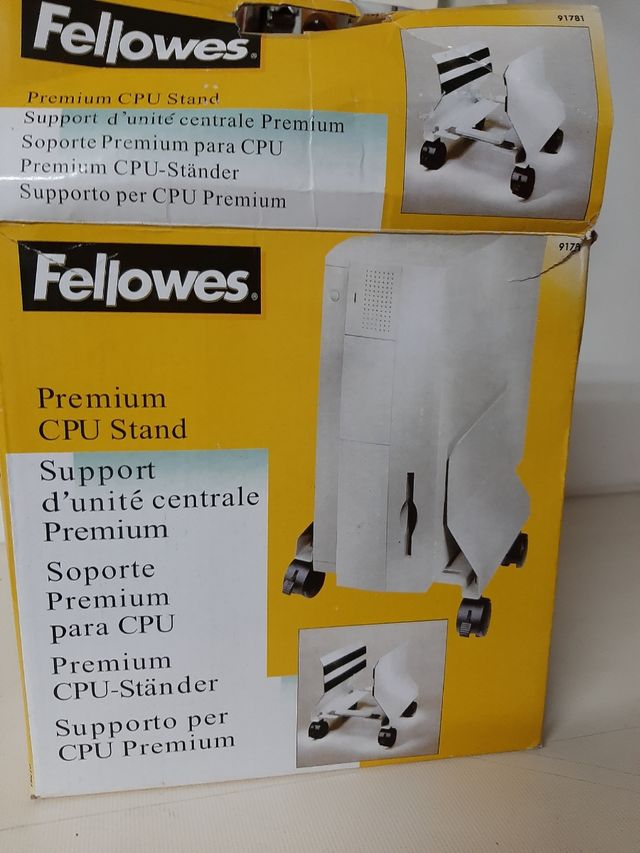 Fellowes®
91781
Premium CPU Stand
Support d'unité centrale Premium
Soporte Premium para CPU
Premium CPU-Ständer
Supporto per CPU Premium
Fellowes®
9178
Premium
CPU Stand
Support
d'unité centrale
Premium
Soporte
Premium
para CPU
Premium
CPU-Ständer
Supporto per
CPU Premium